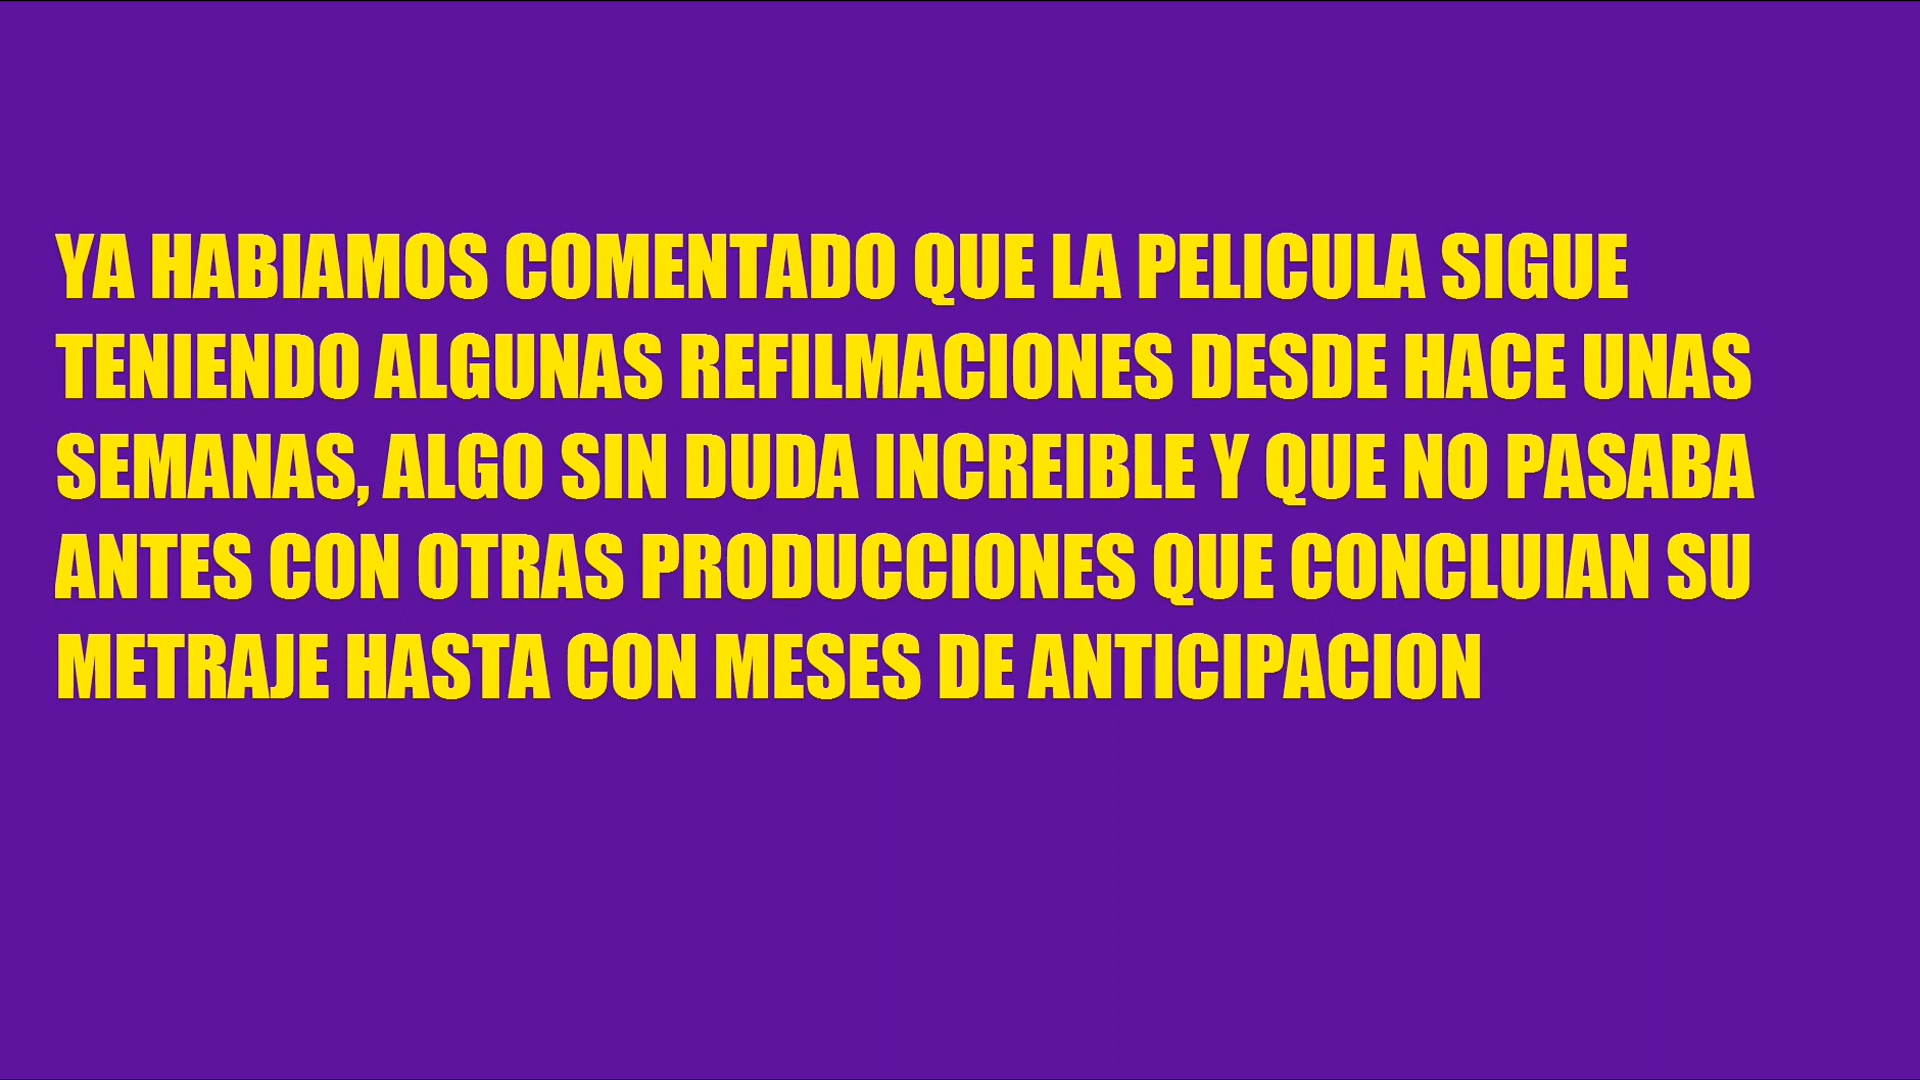 YA HABIAMOS COMENTADO QUE LA PELICULA SIGUE
TENIENDO ALGUNAS REFILMACIONES DESDE HACE UNAS
SEMANAS, ALGO SIN DUDA INCREIBLE Y QUE NO PASABA
ANTES CON OTRAS PRODUCCIONES QUE CONCLUIAN SU
METRAJE HASTA CON MESES DE ANTICIPACION